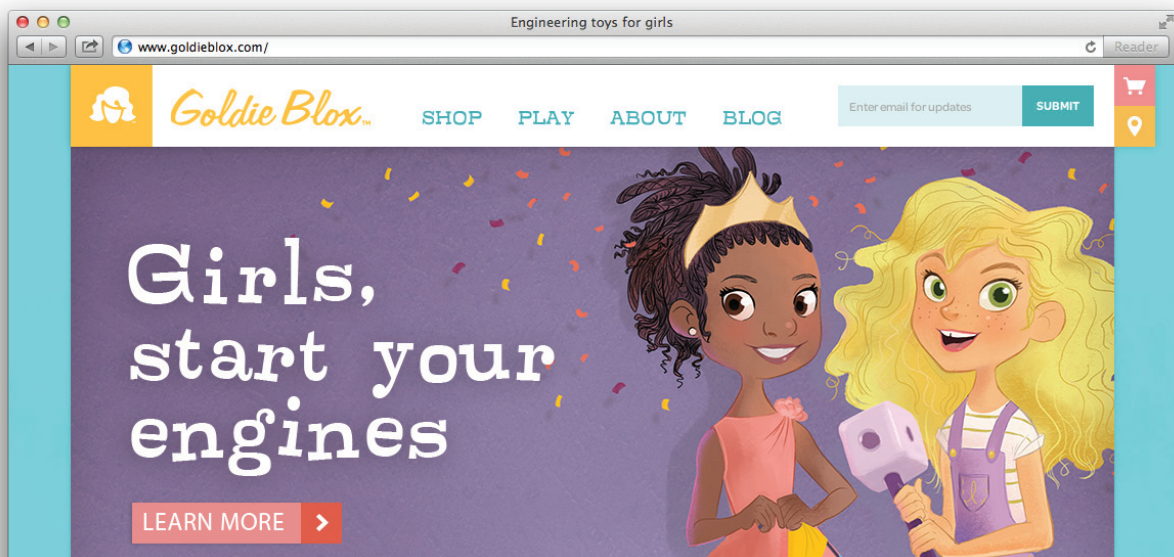 Engineering toys for girls
www.goldieblox.com/
Reader
Goldie Blox™
SHOP PLAY ABOUT BLOG
Enter email for updates
SUBMIT
Girls,
start your
engines
LEARN MORE